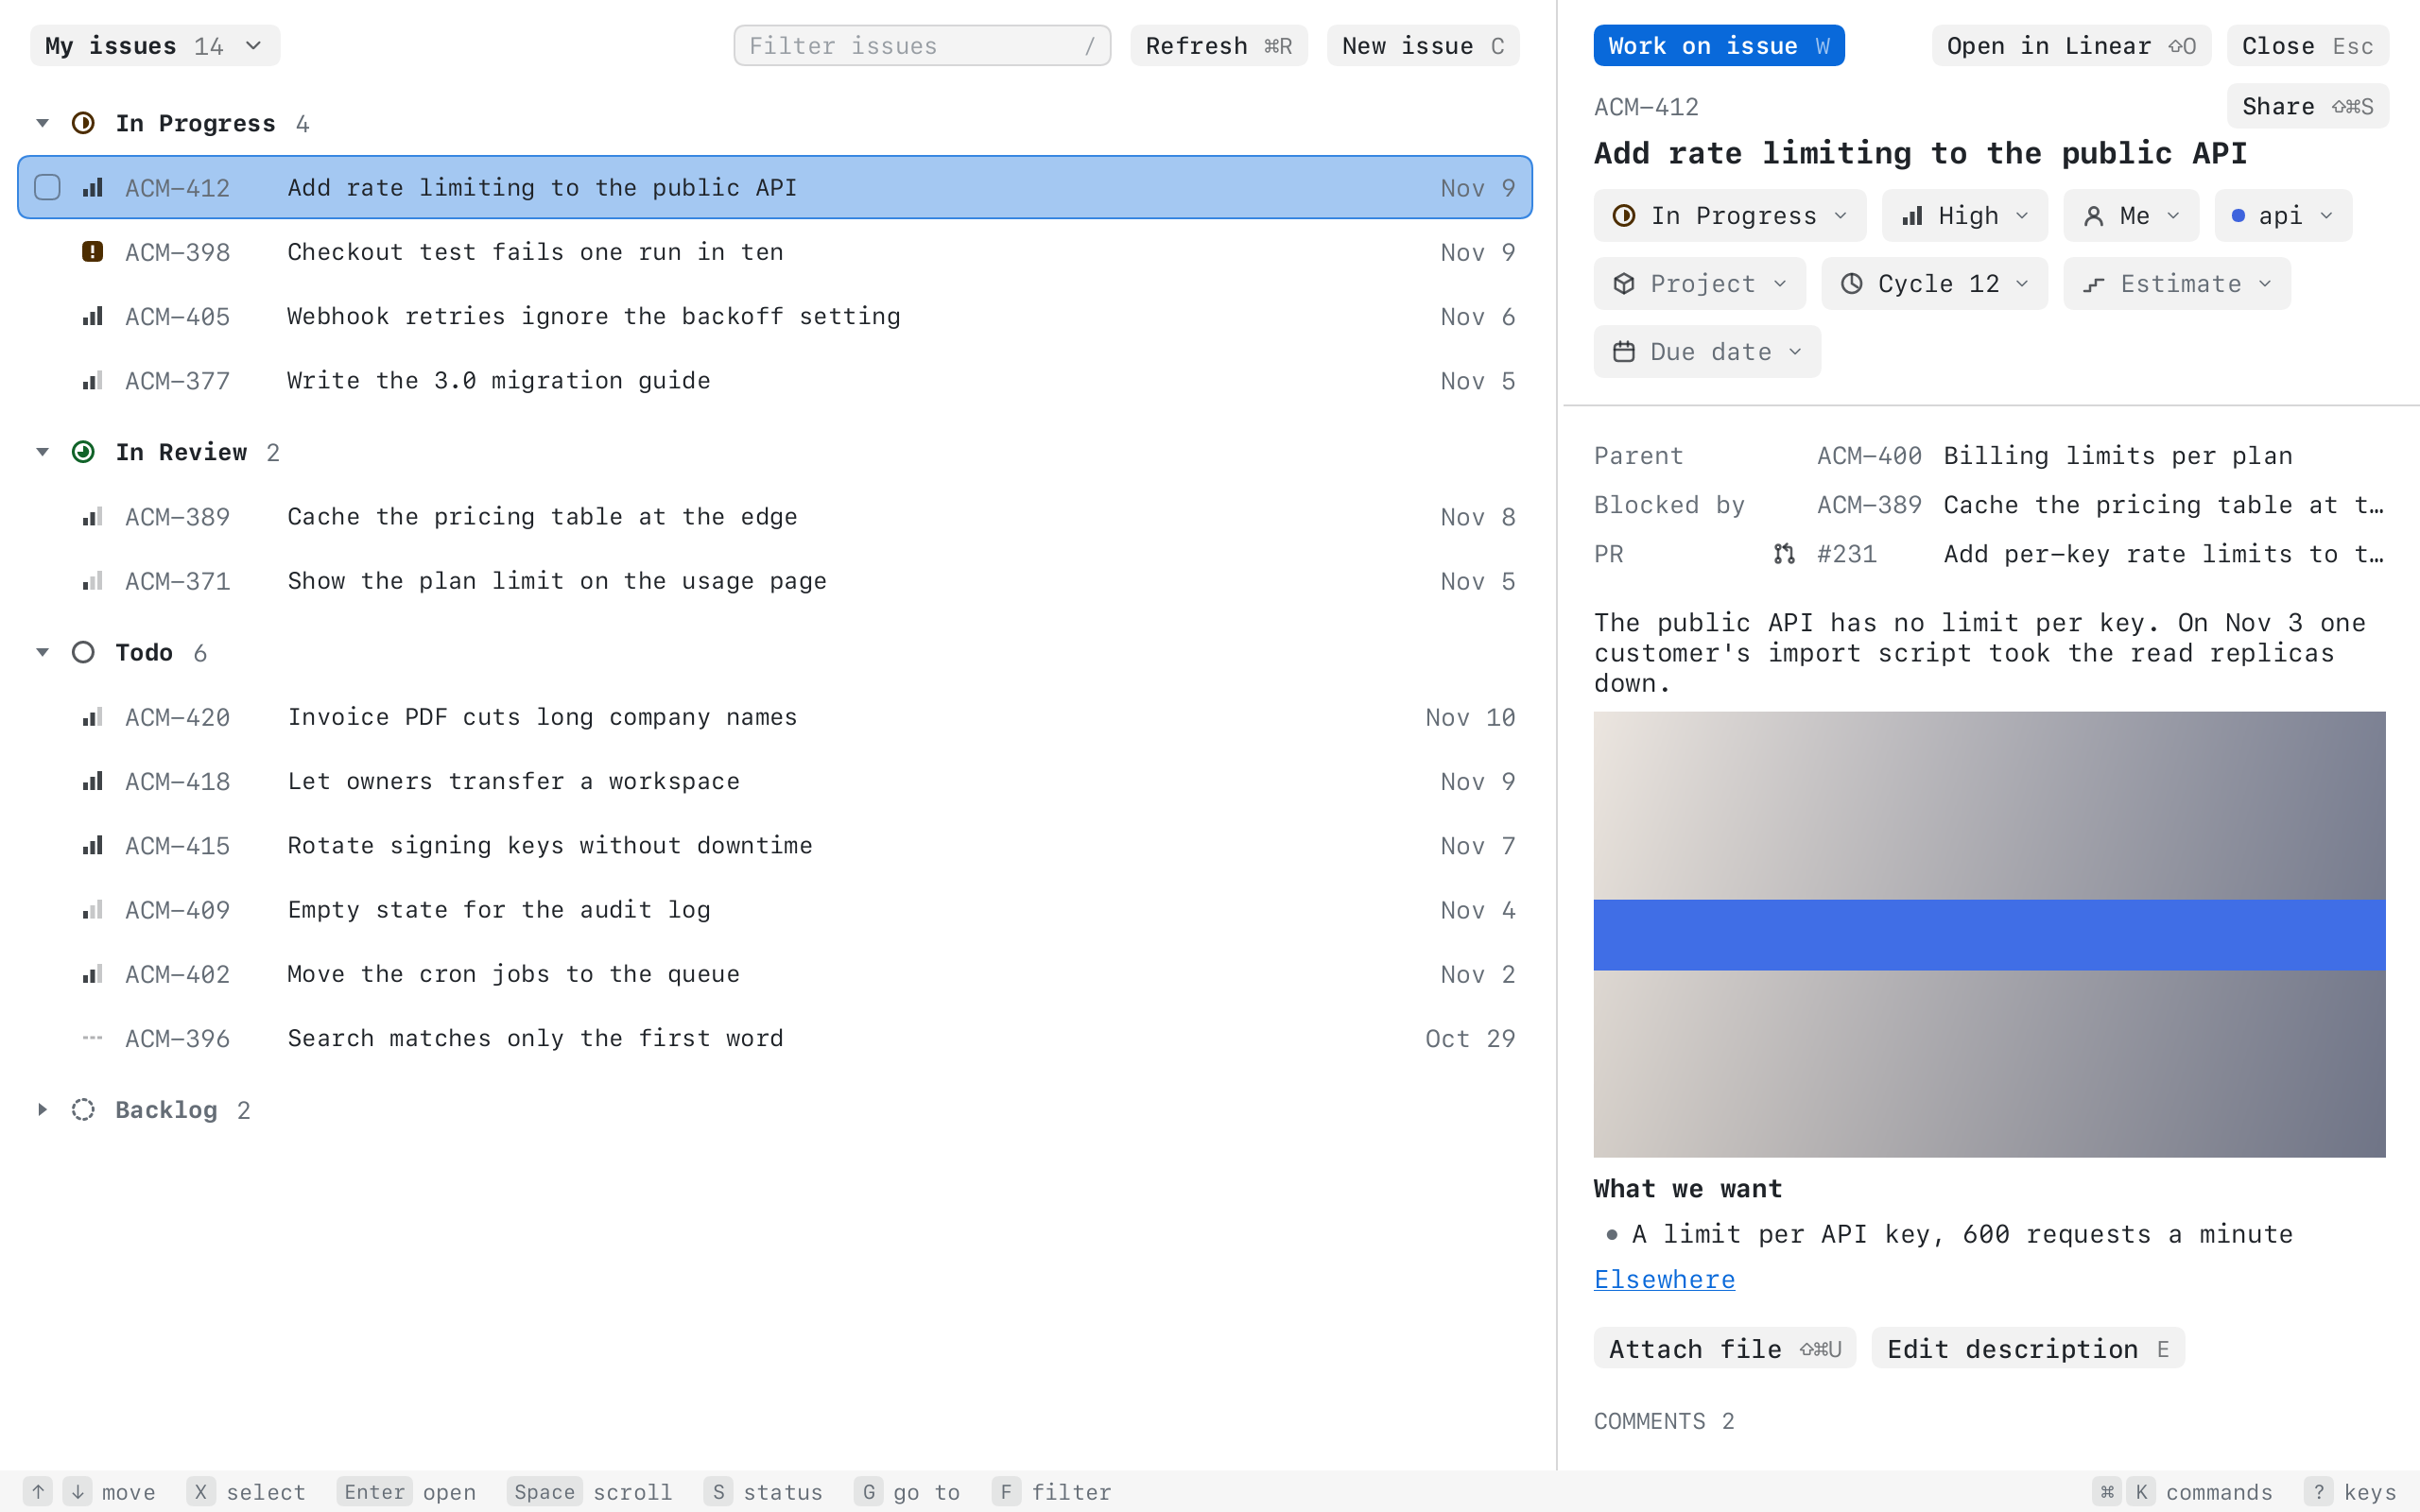 My issues 14
Filter issues /
Refresh ⌘R
New issue C
In Progress 4
ACM-412 Add rate limiting to the public API Nov 9
ACM-398 Checkout test fails one run in ten Nov 9
ACM-405 Webhook retries ignore the backoff setting Nov 6
ACM-377 Write the 3.0 migration guide Nov 5
In Review 2
ACM-389 Cache the pricing table at the edge Nov 8
ACM-371 Show the plan limit on the usage page Nov 5
Todo 6
ACM-420 Invoice PDF cuts long company names Nov 10
ACM-418 Let owners transfer a workspace Nov 9
ACM-415 Rotate signing keys without downtime Nov 7
ACM-409 Empty state for the audit log Nov 4
ACM-402 Move the cron jobs to the queue Nov 2
ACM-396 Search matches only the first word Oct 29
Backlog 2
Work on issue W
Open in Linear ⇧O
Close Esc
ACM-412
Share ⇧⌘S
Add rate limiting to the public API
In Progress
High
Me
api
Project
Cycle 12
Estimate
Due date
Parent ACM-400 Billing limits per plan
Blocked by ACM-389 Cache the pricing table at t…
PR #231 Add per-key rate limits to t…
The public API has no limit per key. On Nov 3 one
customer's import script took the read replicas
down.
What we want
• A limit per API key, 600 requests a minute
Elsewhere
Attach file ⇧⌘U
Edit description E
COMMENTS 2
↑ ↓ move X select Enter open Space scroll S status G go to F filter ⌘ K commands ? keys